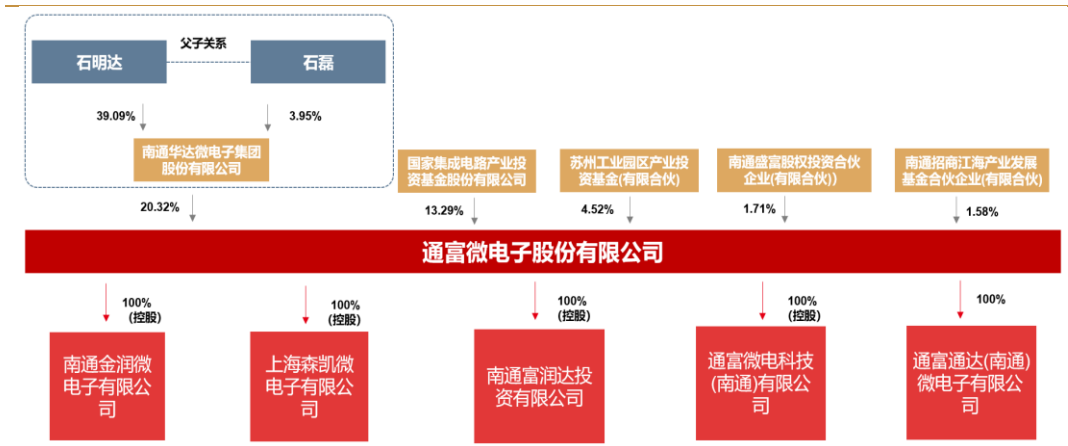 父子关系
石明达
石磊
39.09%
3.95%
南通华达微电子集团
股份有限公司
国家集成电路产业投
资基金股份有限公司
苏州工业园区产业投
资基金(有限合伙)
南通盛富股权投资合伙
企业(有限合伙))
南通招商江海产业发展
基金合伙企业(有限合伙)
20.32%
13.29%
4.52%
1.71%
1.58%
通富微电子股份有限公司
100%
(控股)
100%
(控股)
100%
(控股)
100%
(控股)
100%
南通金润微
电子有限公
司
上海森凯微
电子有限公
司
南通富润达投
资有限公司
通富微电科技
(南通)有限公
司
通富通达(南通)
微电子有限公
司